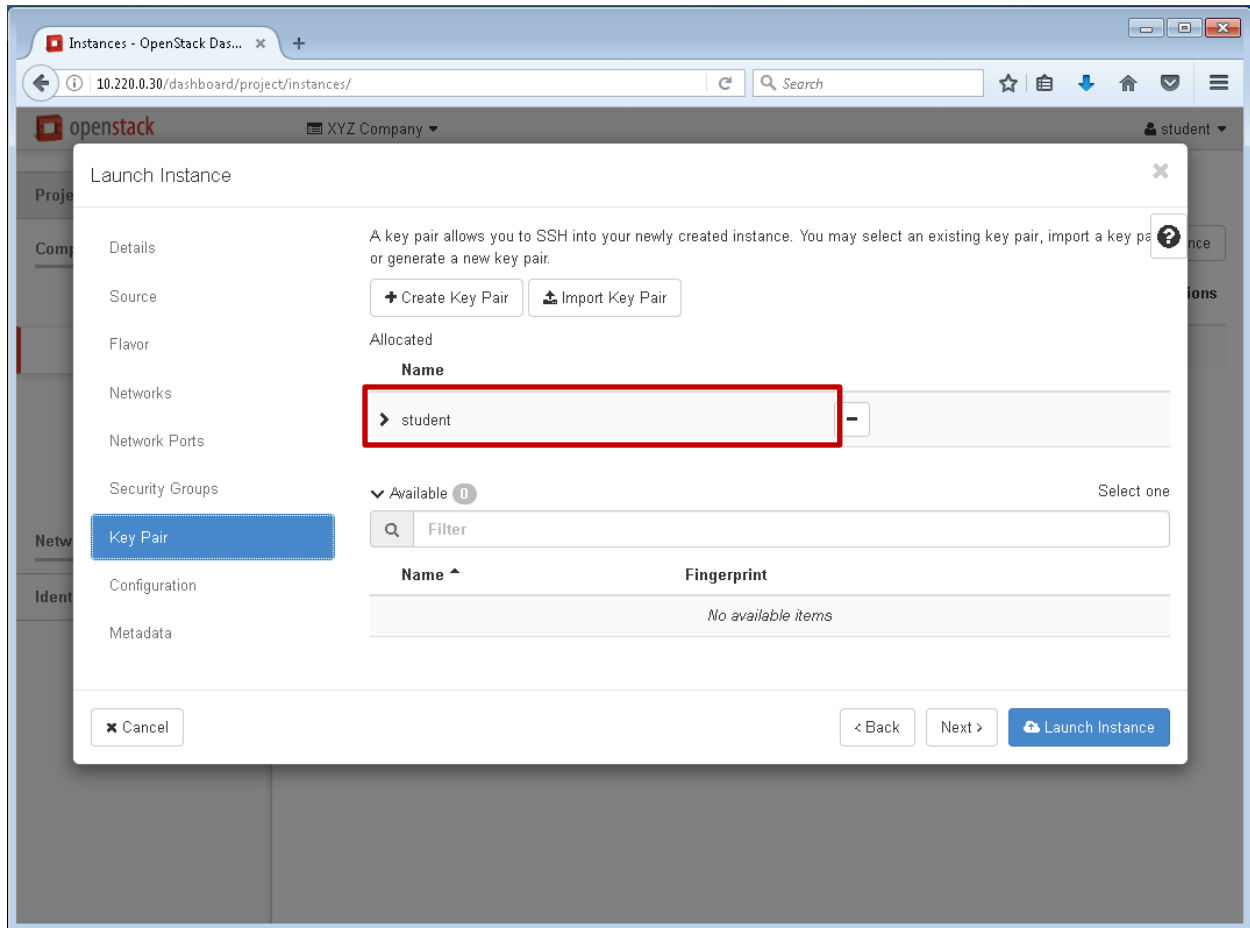 Instances - OpenStack Das...
10.220.0.30/dashboard/project/instances/
Search
openstack
XYZ Company
student
Launch Instance
Proje
Details
A key pair allows you to SSH into your newly created instance. You may select an existing key pair, import a key pa
or generate a new key pair.
Comp
nce
Source
Create Key Pair
Import Key Pair
ions
Flavor
Allocated
Name
Networks
student
Network Ports
Security Groups
Available 0
Select one
Key Pair
Filter
Netw
Name
Fingerprint
Configuration
Ident
No available items
Metadata
Cancel
< Back
Next >
Launch Instance